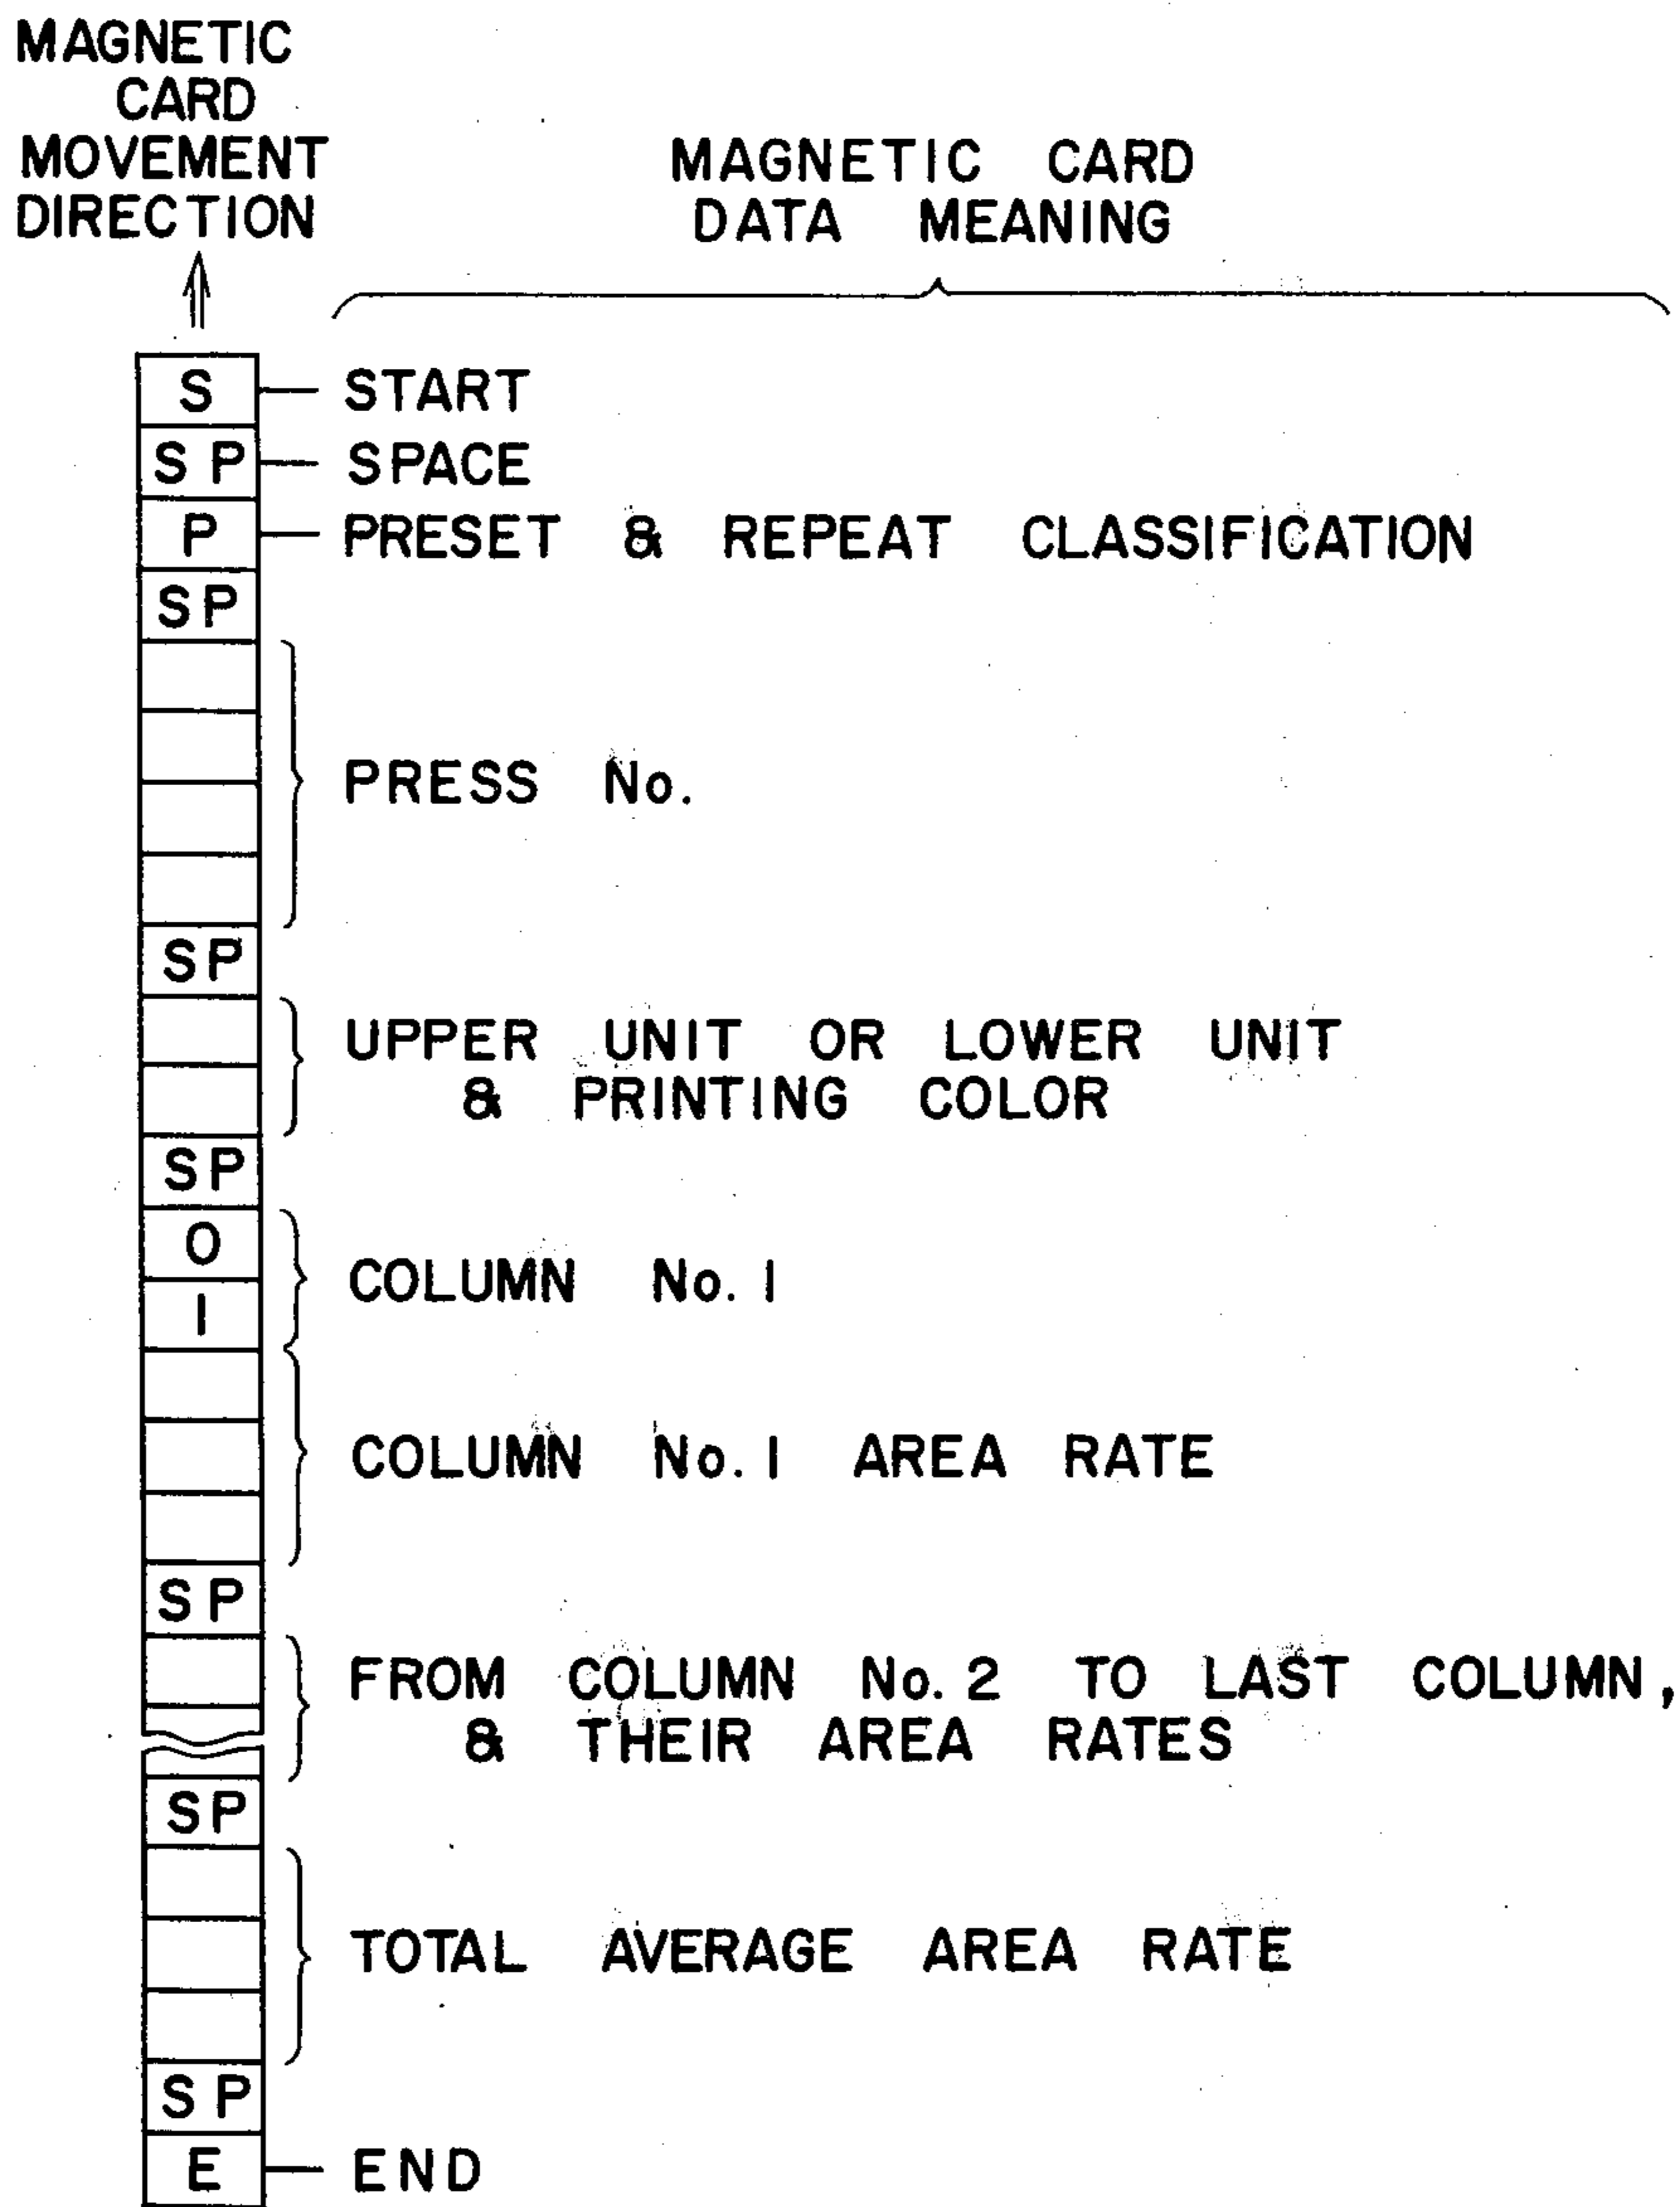 MAGNETIC
CARD
MOVEMENT
DIRECTION
MAGNETIC CARD
DATA MEANING
S START
SP SPACE
P PRESET & REPEAT CLASSIFICATION
SP
PRESS No.
SP
UPPER UNIT OR LOWER UNIT
& PRINTING COLOR
SP
0
1
COLUMN No. 1
COLUMN No. 1 AREA RATE
SP
FROM COLUMN No. 2 TO LAST COLUMN,
& THEIR AREA RATES
SP
TOTAL AVERAGE AREA RATE
SP
E END